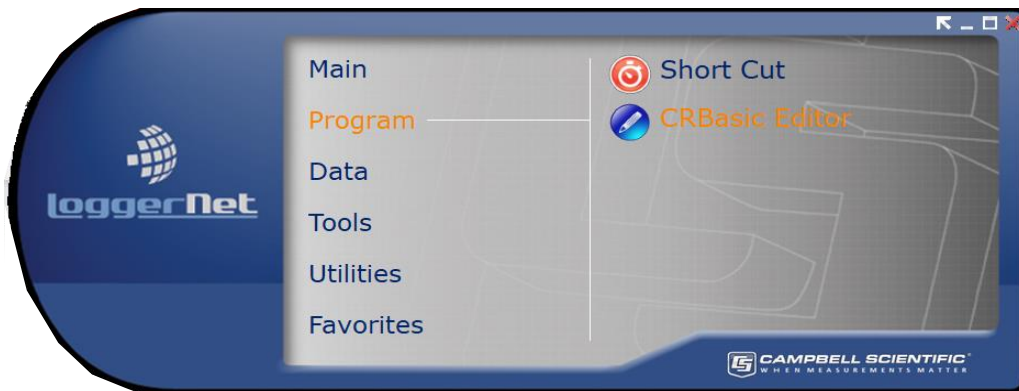 LoggerNet
Main
Program
Data
Tools
Utilities
Favorites
Short Cut
CRBasic Editor
CAMPBELL SCIENTIFIC
WHEN MEASUREMENTS MATTER